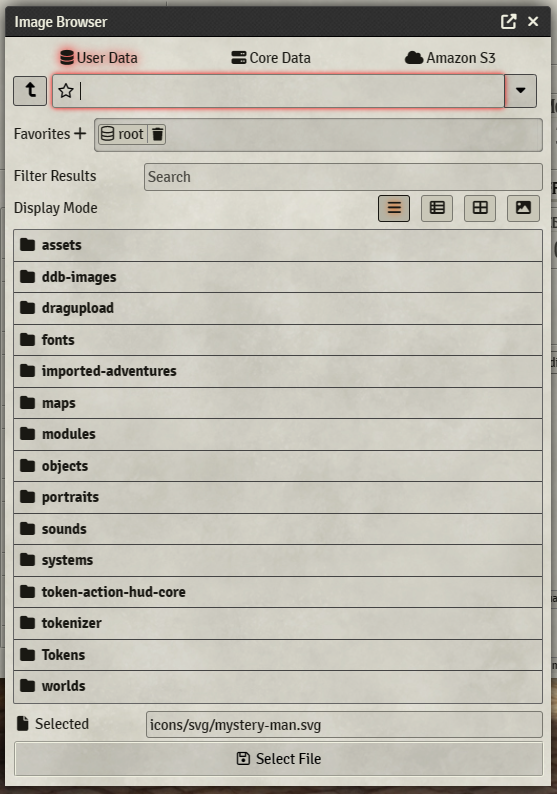 Image Browser
User Data Core Data Amazon S3
Favorites root
Filter Results Search
Display Mode
assets
ddb-images
dragupload
fonts
imported-adventures
maps
modules
objects
portraits
sounds
systems
token-action-hud-core
tokenizer
Tokens
worlds
Selected icons/svg/mystery-man.svg
Select File